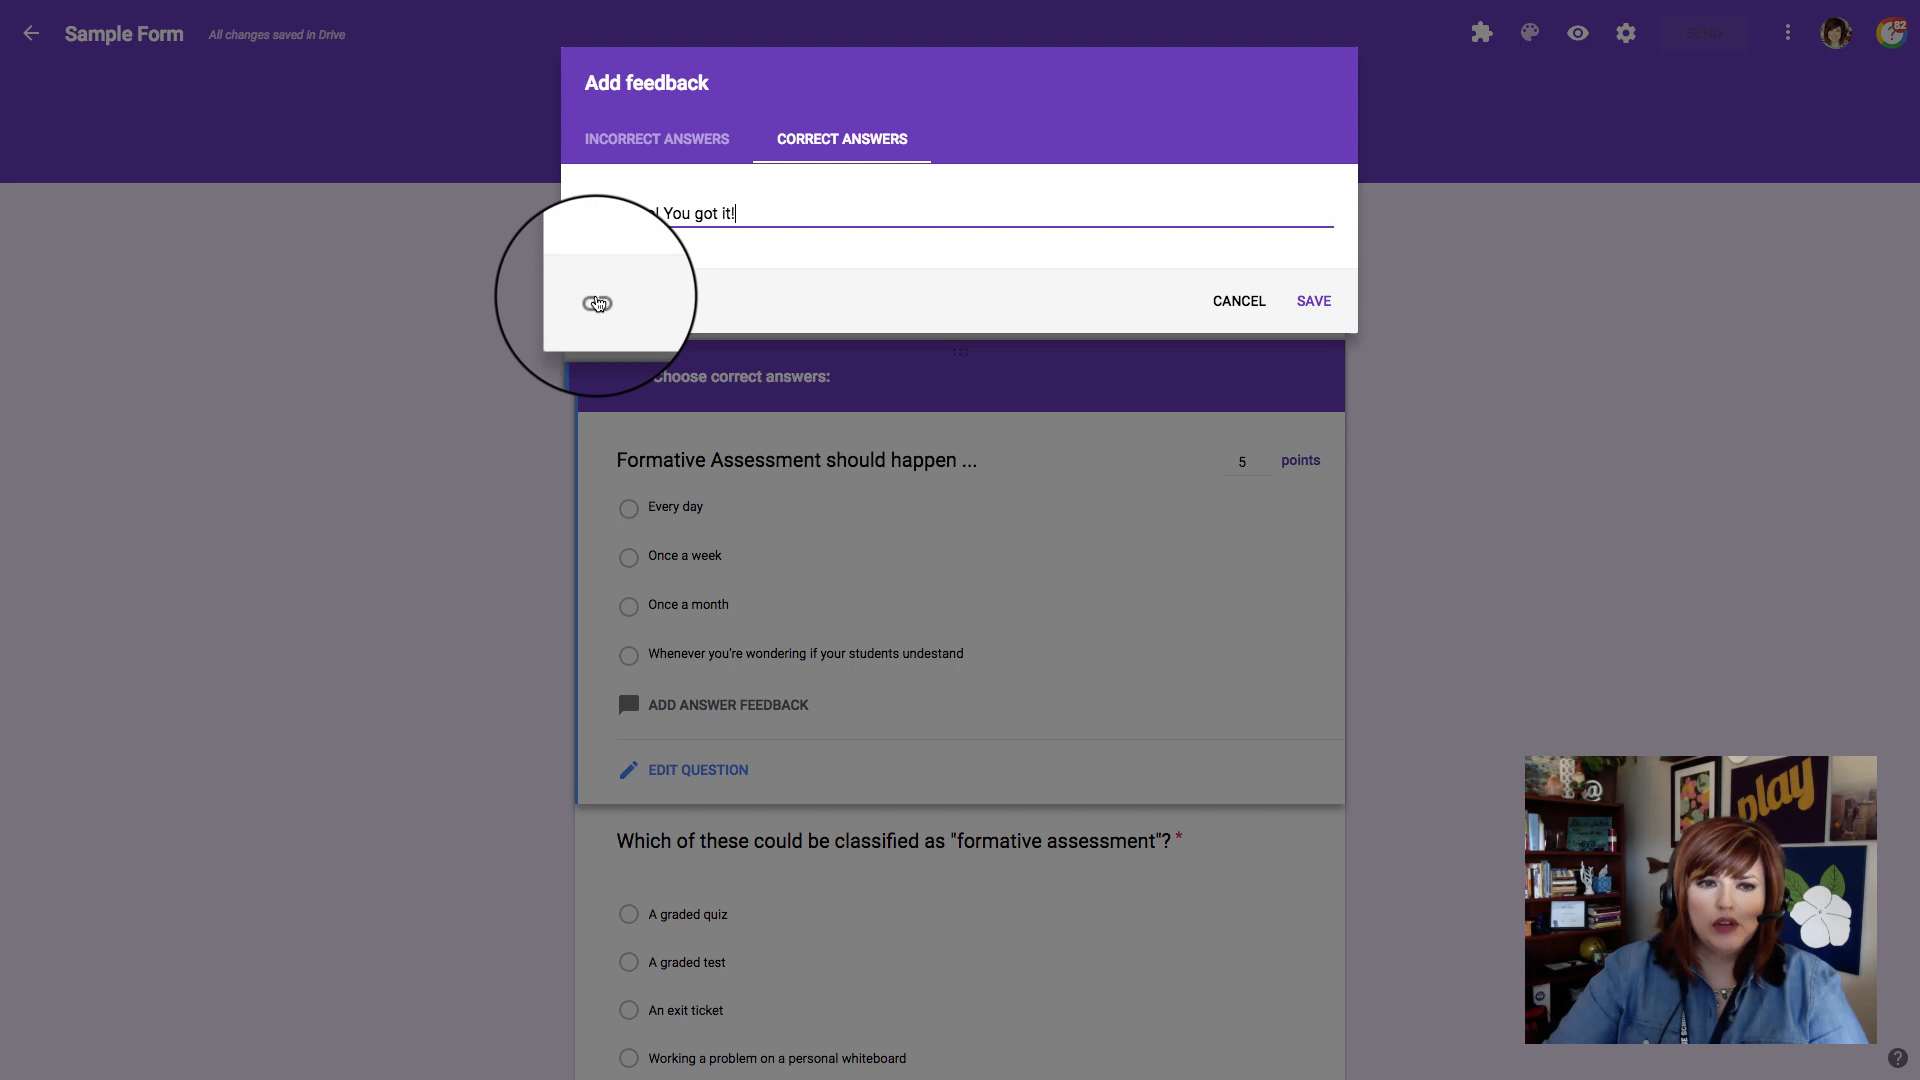 Sample Form
All changes saved in Drive
SEND
82
Add feedback
INCORRECT ANSWERS
CORRECT ANSWERS
You got it!
CANCEL
SAVE
correct answers:
Formative Assessment should happen ...
5
points
Every day
Once a week
Once a month
Whenever you're wondering if your students undestand
ADD ANSWER FEEDBACK
EDIT QUESTION
Which of these could be classified as "formative assessment"? *
A graded quiz
A graded test
An exit ticket
Working a problem on a personal whiteboard
play
@
?